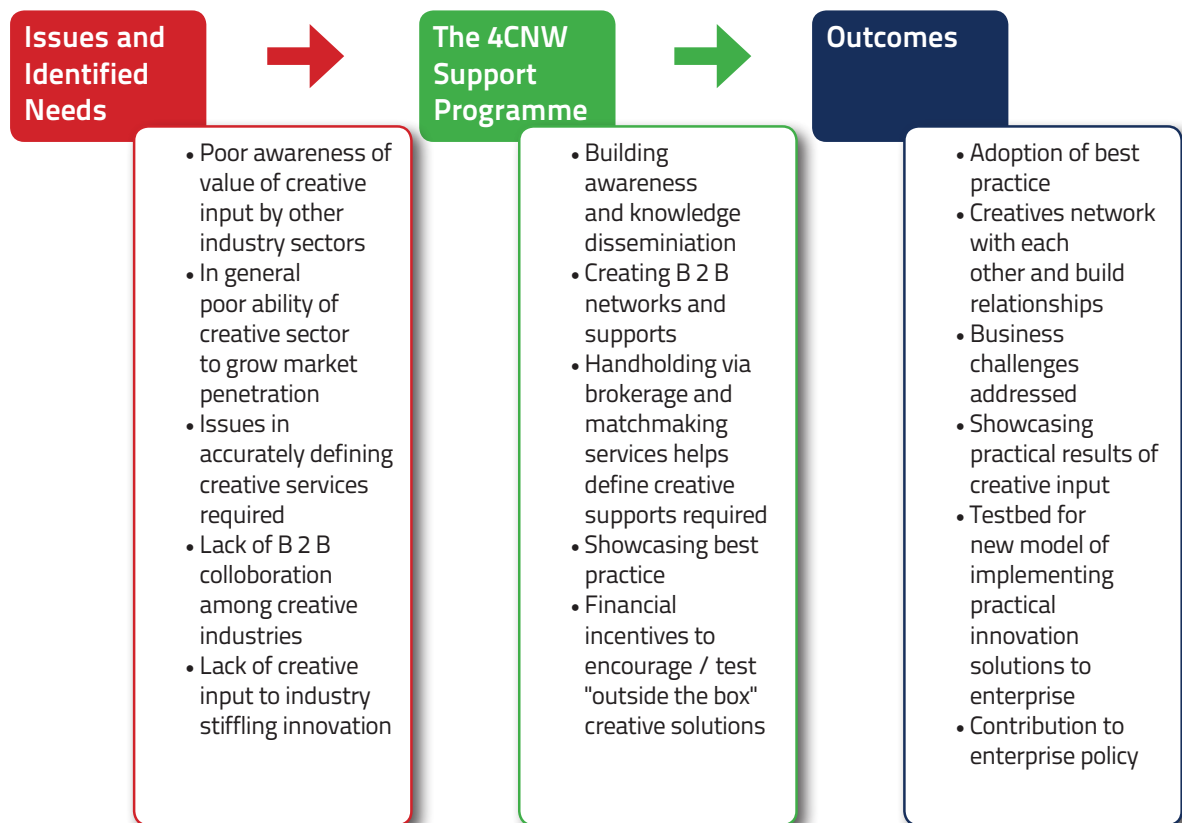 Issues and
Identified
Needs
• Poor awareness of
value of creative
input by other
industry sectors
• In general
poor ability of
creative sector
to grow market
penetration
• Issues in
accurately defining
creative services
required
• Lack of B 2 B
colloboration
among creative
industries
• Lack of creative
input to industry
stiffling innovation
The 4CNW
Support
Programme
• Building
awareness
and knowledge
disseminiation
• Creating B 2 B
networks and
supports
• Handholding via
brokerage and
matchmaking
services helps
define creative
supports required
• Showcasing best
practice
• Financial
incentives to
encourage / test
"outside the box"
creative solutions
Outcomes
• Adoption of best
practice
• Creatives network
with each
other and build
relationships
• Business
challenges
addressed
• Showcasing
practical results of
creative input
• Testbed for
new model of
implementing
practical
innovation
solutions to
enterprise
• Contribution to
enterprise policy